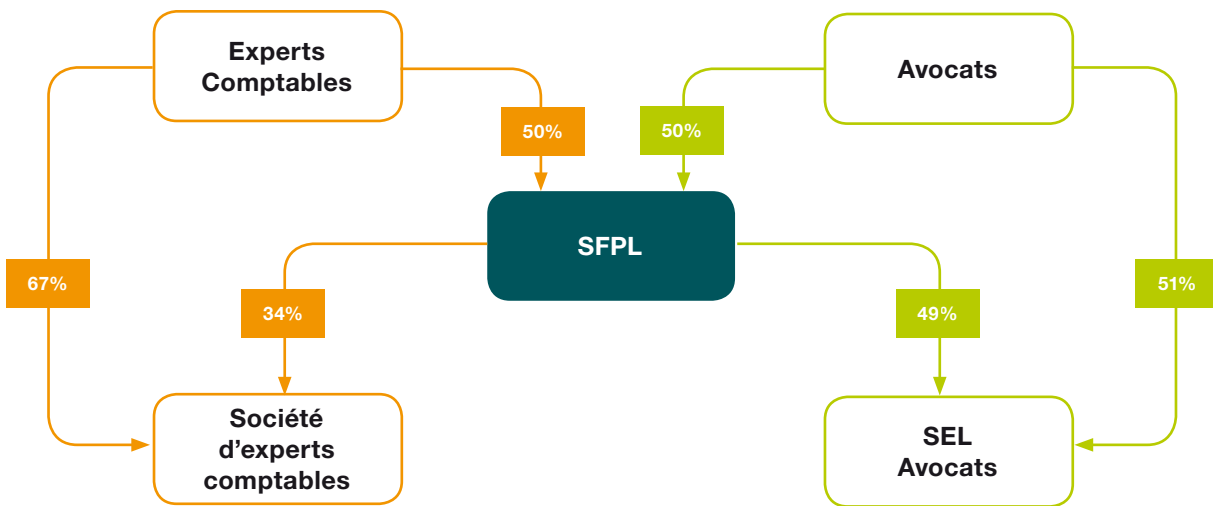 Experts
Comptables
Avocats
50%
50%
SFPL
67%
34%
49%
51%
Société
d'experts
comptables
SEL
Avocats